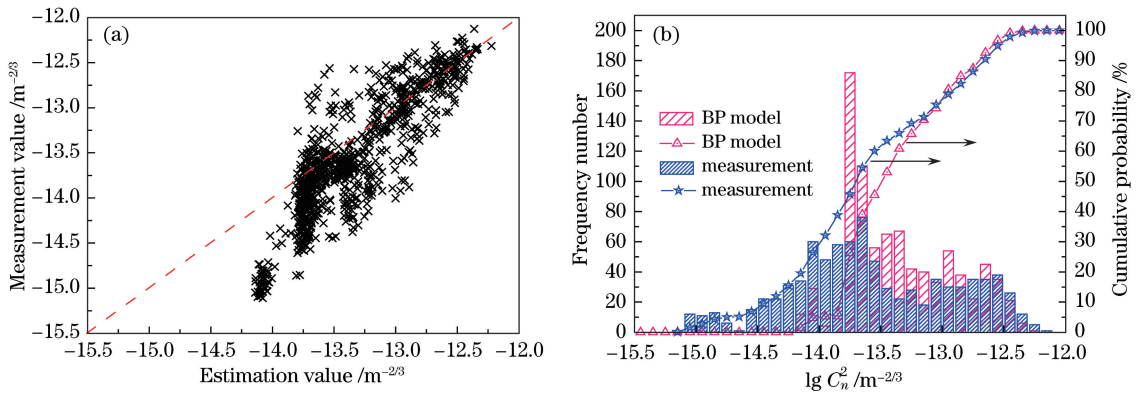 (a)
Measurement value /m−2/3
−12.0
−12.5
−13.0
−13.5
−14.0
−14.5
−15.0
−15.5
−15.5 −15.0 −14.5 −14.0 −13.5 −13.0 −12.5 −12.0
Estimation value /m−2/3
(b)
Frequency number
200
180
160
140
120
100
80
60
40
20
0
BP model
BP model
measurement
measurement
100
90
80
70
60
50
40
30
20
10
0
Cumulative probability /%
−15.5 −15.0 −14.5 −14.0 −13.5 −13.0 −12.5 −12.0
lg C²ₙ /m−2/3